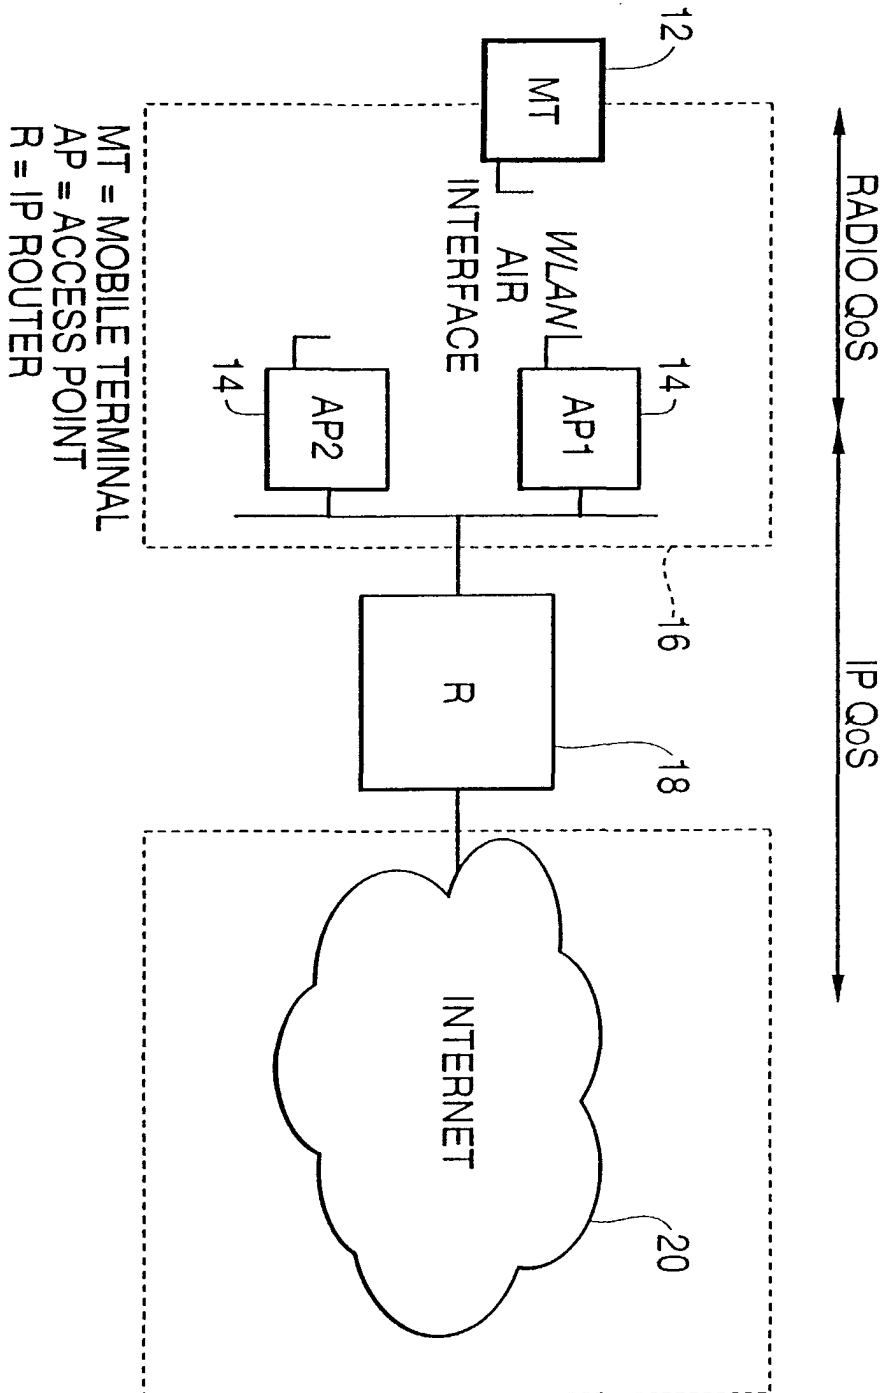 RADIO QoS
IP QoS
12
MT
WLAN
AIR
INTERFACE
14
AP1
14
AP2
16
R
18
INTERNET
20
MT = MOBILE TERMINAL
AP = ACCESS POINT
R = IP ROUTER